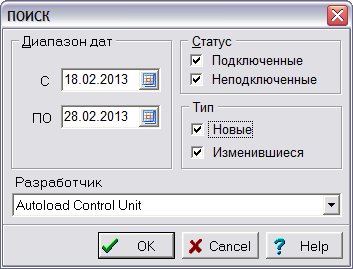 ПОИСК
Диапазон дат
С 18.02.2013
ПО 28.02.2013
Статус
Подключенные
Неподключенные
Тип
Новые
Изменившиеся
Разработчик
Autoload Control Unit
OK Cancel Help